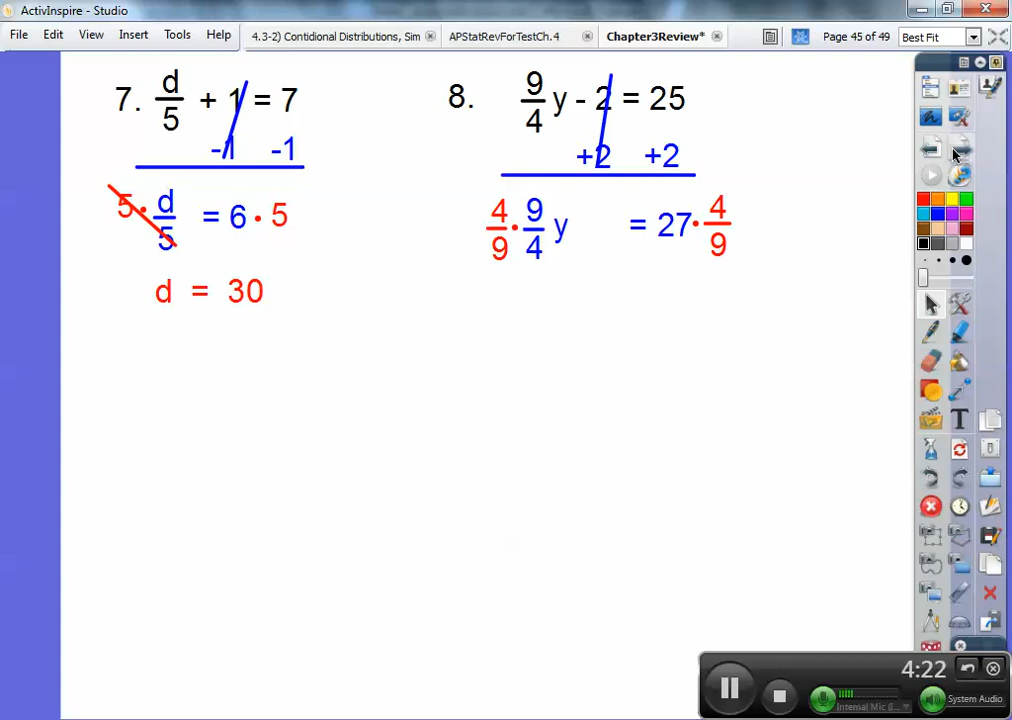 ActivInspire - Studio
File Edit View Insert Tools Help
4.3-2) Contidional Distributions, Sim
APStatRevForTestCh.4
Chapter3Review*
Page 45 of 49
Best Fit
7. d/5 + 1 = 7
-1 -1
5 · d/5 = 6 · 5
d = 30
8. 9/4 y - 2 = 25
+2 +2
4/9 · 9/4 y = 27 · 4/9
4:22
Internal Mic (I...
System Audio